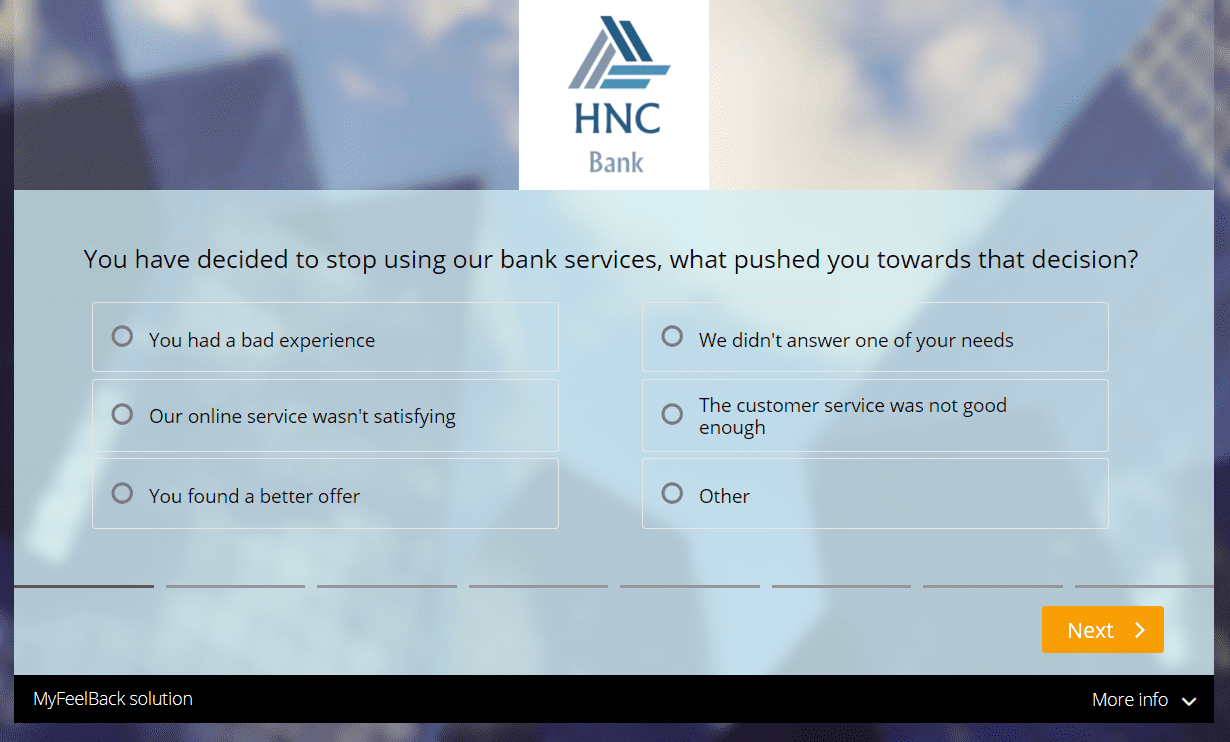 HNC
Bank
You have decided to stop using our bank services, what pushed you towards that decision?
You had a bad experience
We didn't answer one of your needs
Our online service wasn't satisfying
The customer service was not good
enough
You found a better offer
Other
Next
MyFeelBack solution
More info